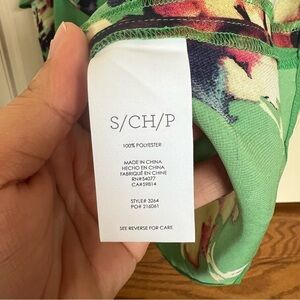 S/CH/P
100% POLYESTER
MADE IN CHINA
HECHO EN CHINA
FABRIQUÉ EN CHINE
RN#54077
CA#59814
STYLE# 3264
PO# 216061
SEE REVERSE FOR CARE